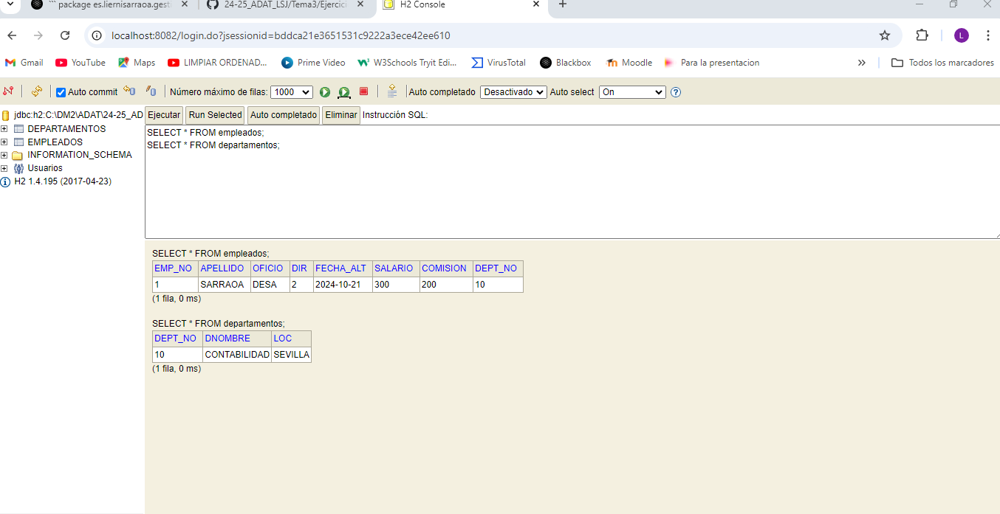 ``` package es.liernisarraoa.gesti
24-25_ADAT_LSJ/Tema3/Ejercici
H2 Console
localhost:8082/login.do?jsessionid=bddca21e3651531c9222a3ece42ee610
L
Gmail
YouTube
Maps
LIMPIAR ORDENAD...
Prime Video
W3Schools Tryit Edi...
VirusTotal
Blackbox
Moodle
Para la presentacion
Todos los marcadores
Auto commit
Número máximo de filas: 1000
Auto completado Desactivado
Auto select On
jdbc:h2:C:\DM2\ADAT\24-25_AD
DEPARTAMENTOS
EMPLEADOS
INFORMATION_SCHEMA
Usuarios
H2 1.4.195 (2017-04-23)
Ejecutar Run Selected Auto completado Eliminar Instrucción SQL:
SELECT * FROM empleados;
SELECT * FROM departamentos;
SELECT * FROM empleados;
EMP_NO APELLIDO OFICIO DIR FECHA_ALT SALARIO COMISION DEPT_NO
1 SARRAOA DESA 2 2024-10-21 300 200 10
(1 fila, 0 ms)
SELECT * FROM departamentos;
DEPT_NO DNOMBRE LOC
10 CONTABILIDAD SEVILLA
(1 fila, 0 ms)